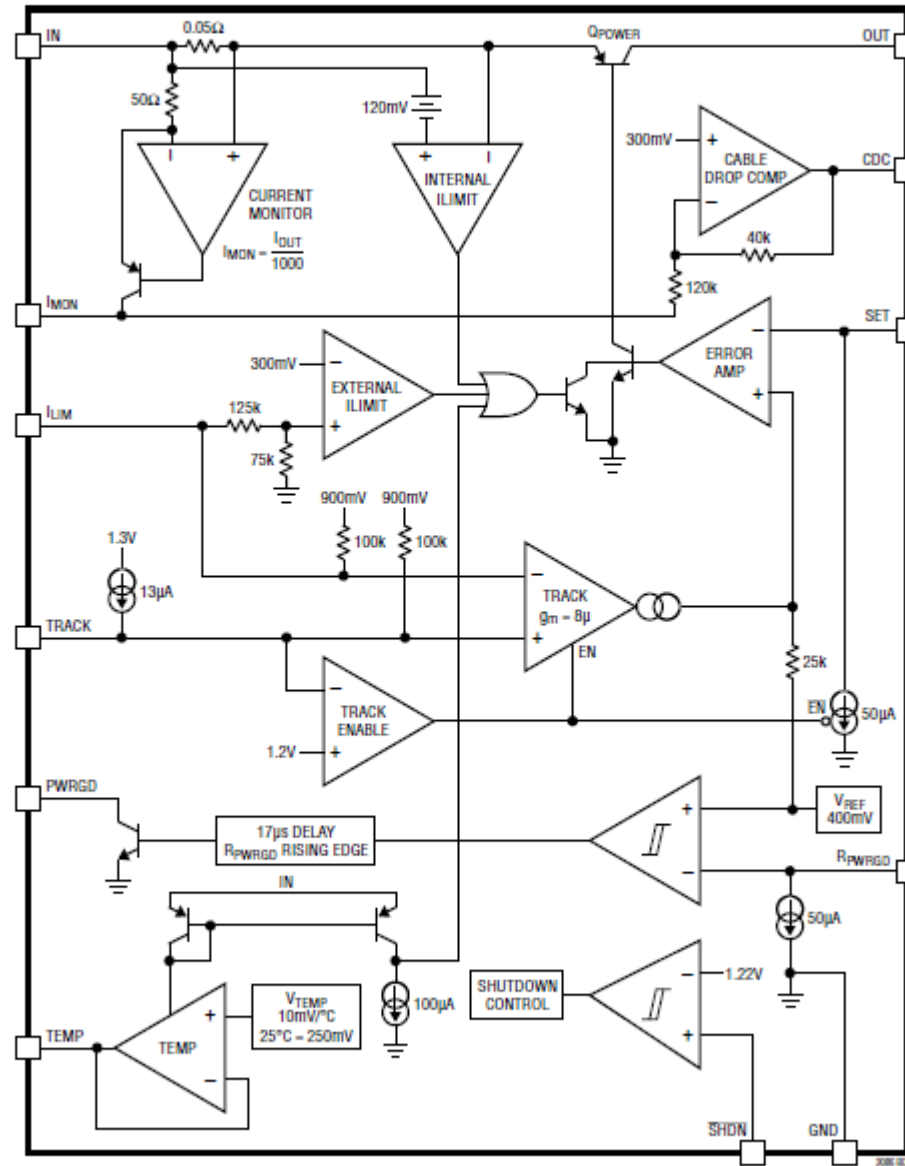 IN
0.05Ω
QPOWER
OUT
50Ω
120mV
300mV
+
−
CABLE
DROP COMP
CDC
− +
+ −
CURRENT
MONITOR
INTERNAL
ILIMIT
IMON = IOUT
1000
40k
120k
IMON
SET
300mV
−
+
EXTERNAL
ILIMIT
−
+
ERROR
AMP
ILIM
125k
75k
900mV 900mV
100k 100k
1.3V
13µA
−
+
TRACK
gm = 8µ
EN
TRACK
25k
−
+
TRACK
ENABLE
1.2V
EN
50µA
PWRGD
17µs DELAY
RPWRGD RISING EDGE
+
−
VREF
400mV
RPWRGD
IN
50µA
100µA
SHUTDOWN
CONTROL
−
+
1.22V
TEMP
+
−
TEMP
VTEMP
10mV/°C
25°C = 250mV
SHDN
GND